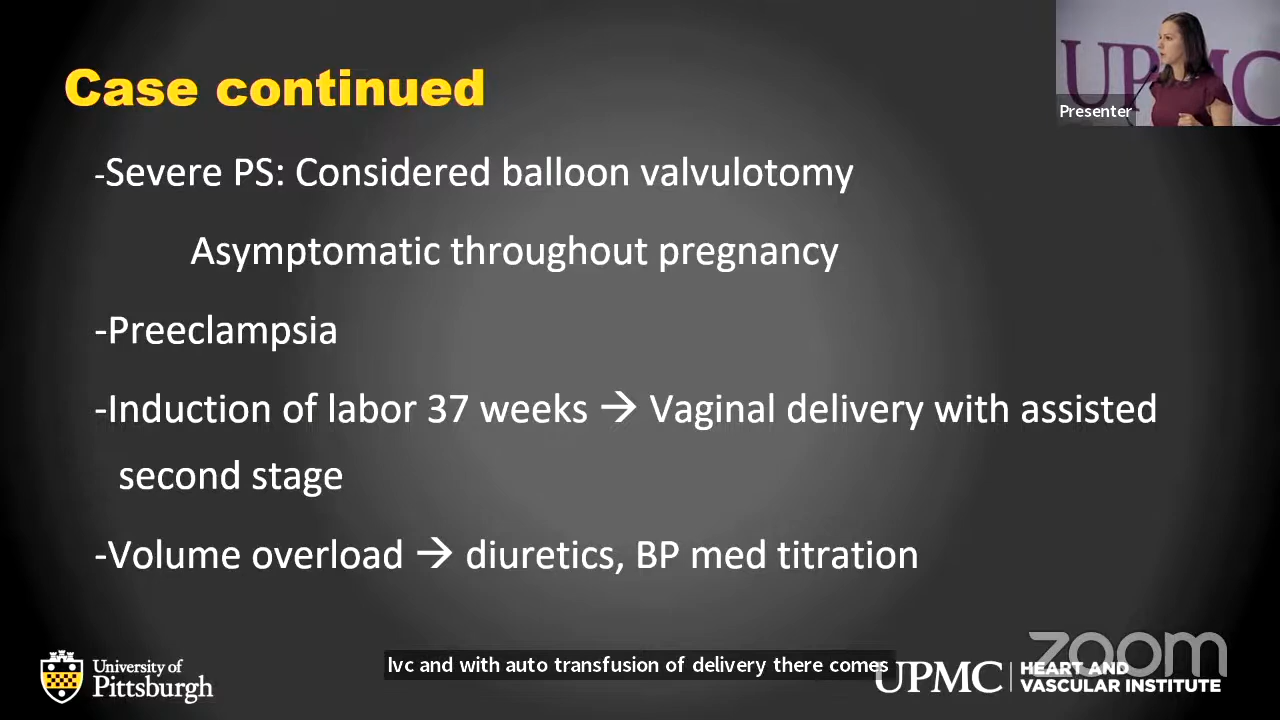 Case continued
UPMC
Presenter
-Severe PS: Considered balloon valvulotomy
Asymptomatic throughout pregnancy
-Preeclampsia
-Induction of labor 37 weeks → Vaginal delivery with assisted
second stage
-Volume overload → diuretics, BP med titration
zoom
Ivc and with auto transfusion of delivery there comes
University of
Pittsburgh
UPMC
HEART AND
VASCULAR INSTITUTE